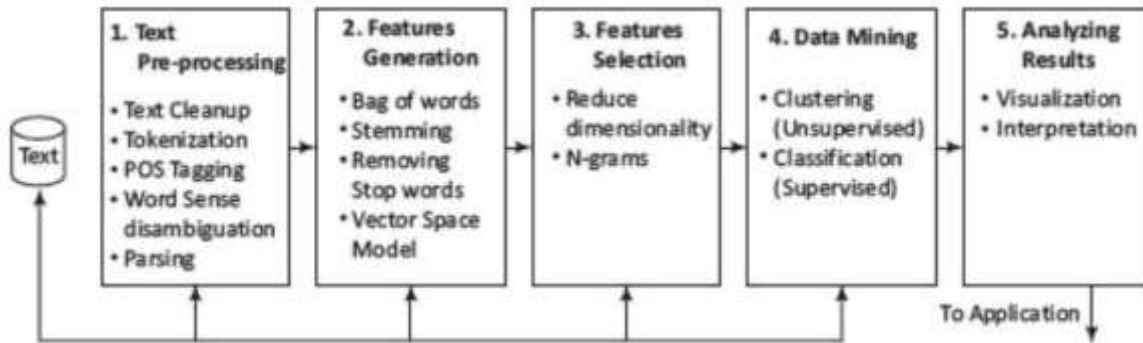 Text
1. Text
Pre-processing
• Text Cleanup
• Tokenization
• POS Tagging
• Word Sense
disambiguation
• Parsing
2. Features
Generation
• Bag of words
• Stemming
• Removing
Stop words
• Vector Space
Model
3. Features
Selection
• Reduce
dimensionality
• N-grams
4. Data Mining
• Clustering
(Unsupervised)
• Classification
(Supervised)
5. Analyzing
Results
• Visualization
• Interpretation
To Application